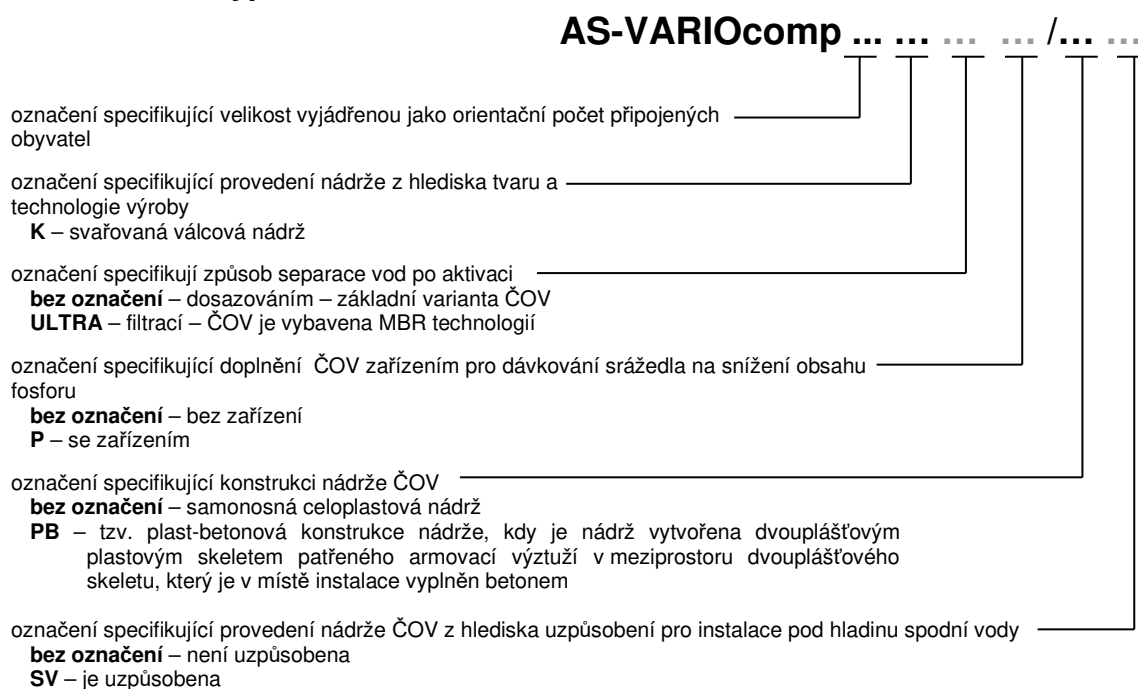 AS-VARIOcomp ... ... ... ... /... ...
označení specifikující velikost vyjádřenou jako orientační počet připojených
obyvatel
označení specifikující provedení nádrže z hlediska tvaru a
technologie výroby
K – svařovaná válcová nádrž
označení specifikují způsob separace vod po aktivaci
bez označení – dosazováním – základní varianta ČOV
ULTRA – filtrací – ČOV je vybavena MBR technologií
označení specifikující doplnění ČOV zařízením pro dávkování srážedla na snížení obsahu
fosforu
bez označení – bez zařízení
P – se zařízením
označení specifikující konstrukci nádrže ČOV
bez označení – samonosná celoplastová nádrž
PB – tzv. plast-betonová konstrukce nádrže, kdy je nádrž vytvořena dvouplášťovým
plastovým skeletem patřeného armovací výztuží v meziprostoru dvouplášťového
skeletu, který je v místě instalace vyplněn betonem
označení specifikující provedení nádrže ČOV z hlediska uzpůsobení pro instalace pod hladinu spodní vody
bez označení – není uzpůsobena
SV – je uzpůsobena